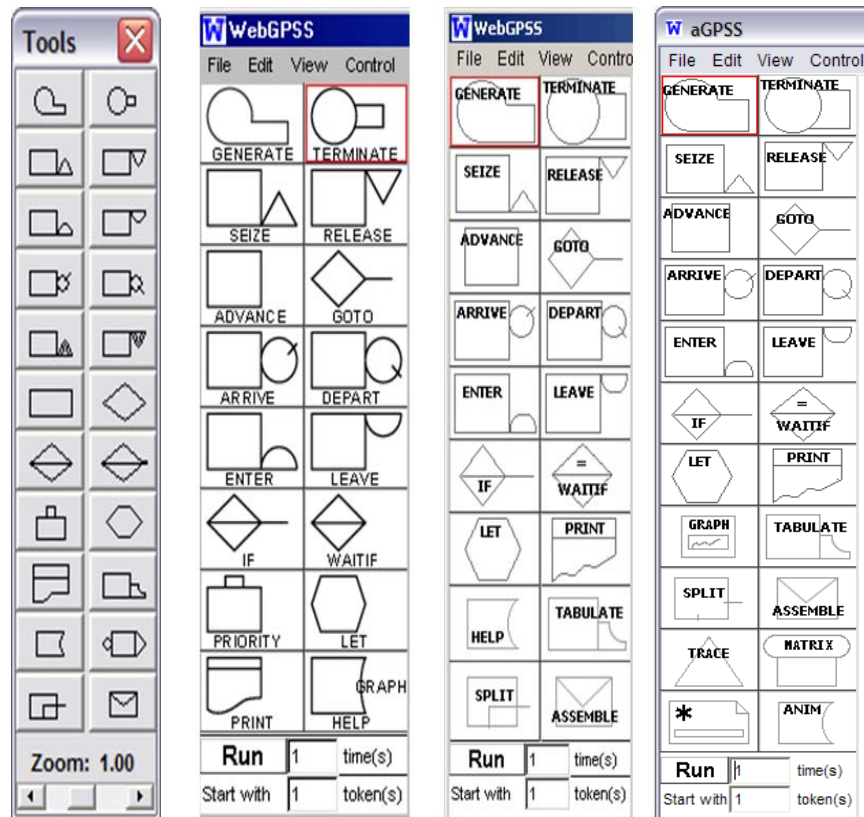 Tools
Zoom: 1.00
WebGPSS
File Edit View Control
GENERATE TERMINATE
SEIZE RELEASE
ADVANCE GOTO
ARRIVE DEPART
ENTER LEAVE
IF WAITIF
PRIORITY LET
GRAPH
PRINT HELP
Run 1 time(s)
Start with 1 token(s)
WebGPSS
File Edit View Contro
GENERATE TERMINATE
SEIZE RELEASE
ADVANCE GOTO
ARRIVE DEPART
ENTER LEAVE
IF = WAITIF
LET PRINT
HELP TABULATE
SPLIT ASSEMBLE
Run 1 time(s)
Start with 1 token(s)
W aGPSS
File Edit View Control
GENERATE TERMINATE
SEIZE RELEASE
ADVANCE GOTO
ARRIVE DEPART
ENTER LEAVE
IF = WAITIF
LET PRINT
GRAPH TABULATE
SPLIT ASSEMBLE
TRACE MATRIX
* ANIM
Run 1 time(s)
Start with 1 token(s)